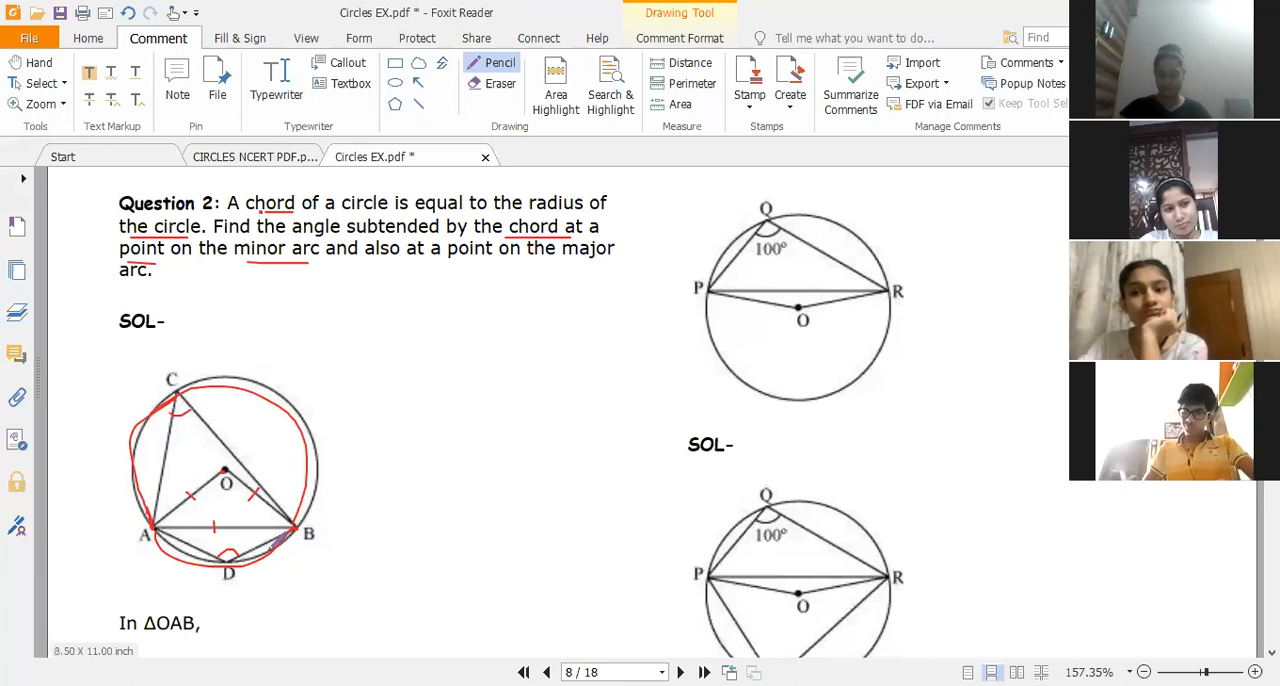 Circles EX.pdf * - Foxit Reader
Drawing Tool
File Home Comment Fill & Sign View Form Protect Share Connect Help Comment Format Tell me what you want to do... Find
Hand
Select
Zoom
Tools
Text Markup
Note
File
Pin
Typewriter
Callout
Textbox
Typewriter
Pencil
Eraser
Drawing
Area Highlight
Search & Highlight
Distance
Perimeter
Area
Measure
Stamp
Create
Stamps
Summarize Comments
Import
Export
FDF via Email
Comments
Popup Notes
Keep Tool Sel
Manage Comments
Start
CIRCLES NCERT PDF.p...
Circles EX.pdf *
Question 2: A chord of a circle is equal to the radius of
the circle. Find the angle subtended by the chord at a
point on the minor arc and also at a point on the major
arc.
SOL-
C
O
A
B
D
In ΔOAB,
Q
100°
P
R
O
SOL-
Q
100°
P
R
O
8.50 X 11.00 inch
8 / 18
157.35%